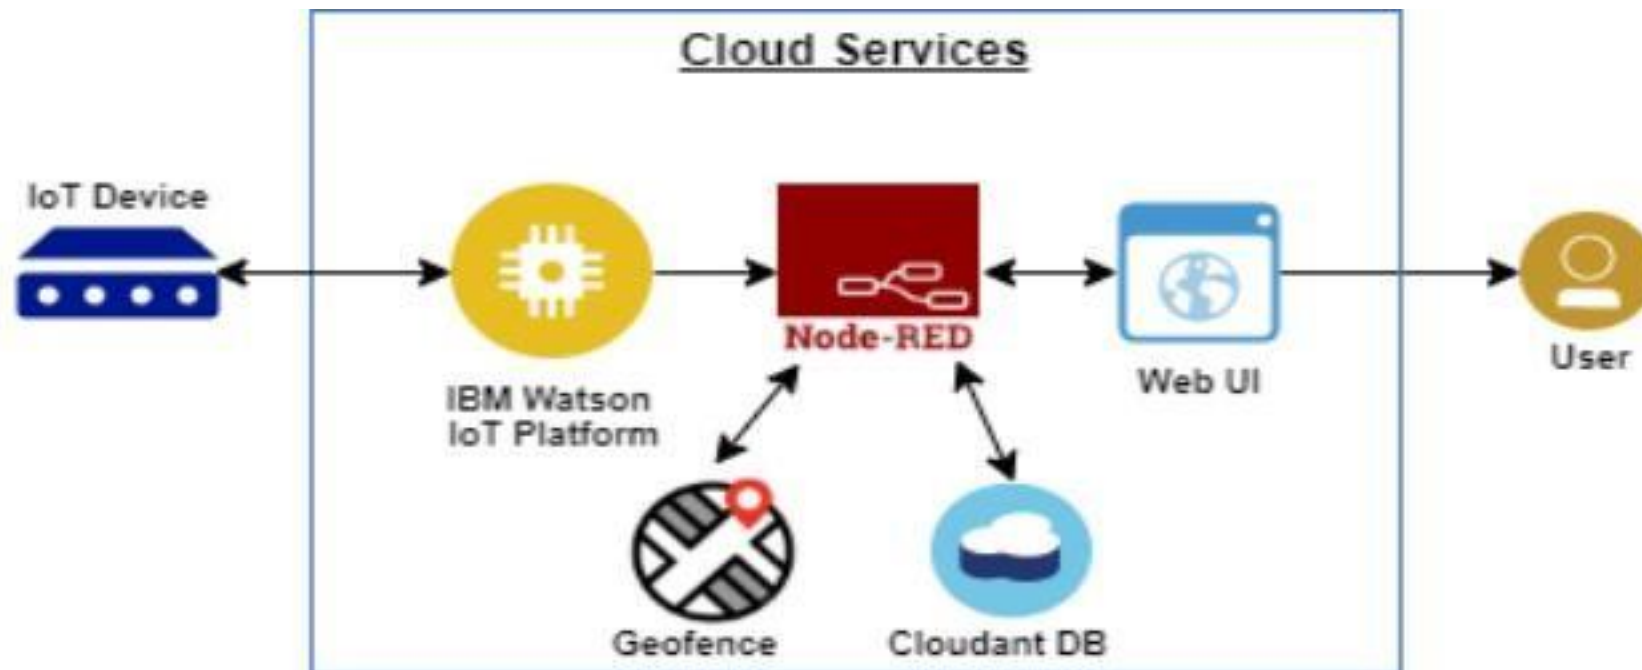 Cloud Services
IoT Device
Node-RED
IBM Watson
IoT Platform
Web UI
User
Geofence
Cloudant DB